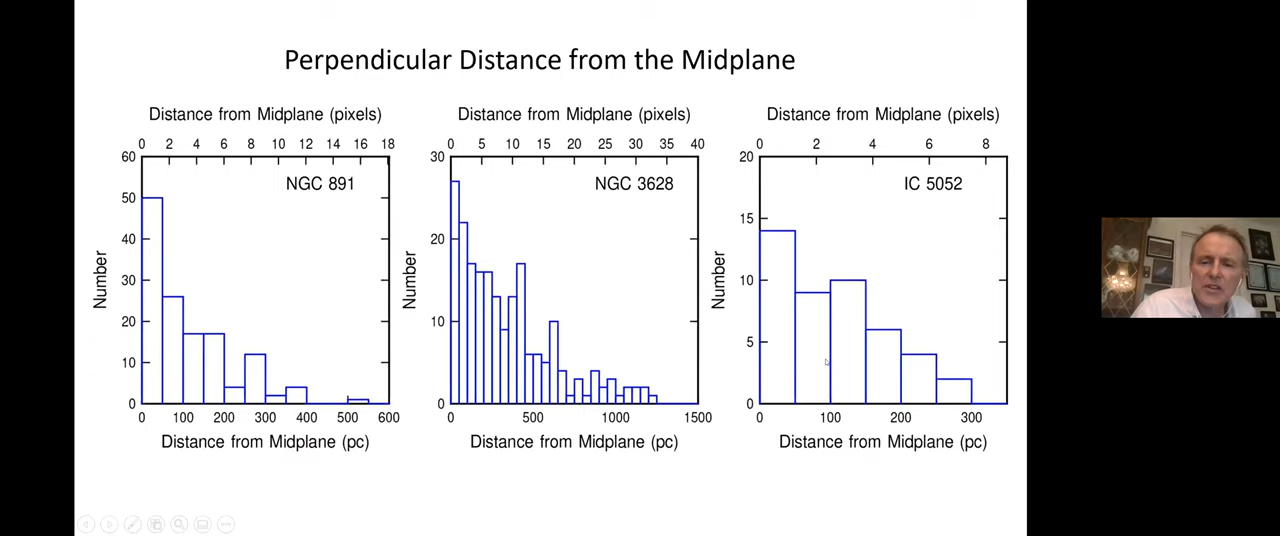 Perpendicular Distance from the Midplane
Distance from Midplane (pixels)
0 2 4 6 8 10 12 14 16 18
60
50
40
30
20
10
0
Number
NGC 891
0 100 200 300 400 500 600
Distance from Midplane (pc)
Distance from Midplane (pixels)
0 5 10 15 20 25 30 35 40
30
20
10
0
Number
NGC 3628
0 500 1000 1500
Distance from Midplane (pc)
Distance from Midplane (pixels)
0 2 4 6 8
20
15
10
5
0
Number
IC 5052
0 100 200 300
Distance from Midplane (pc)